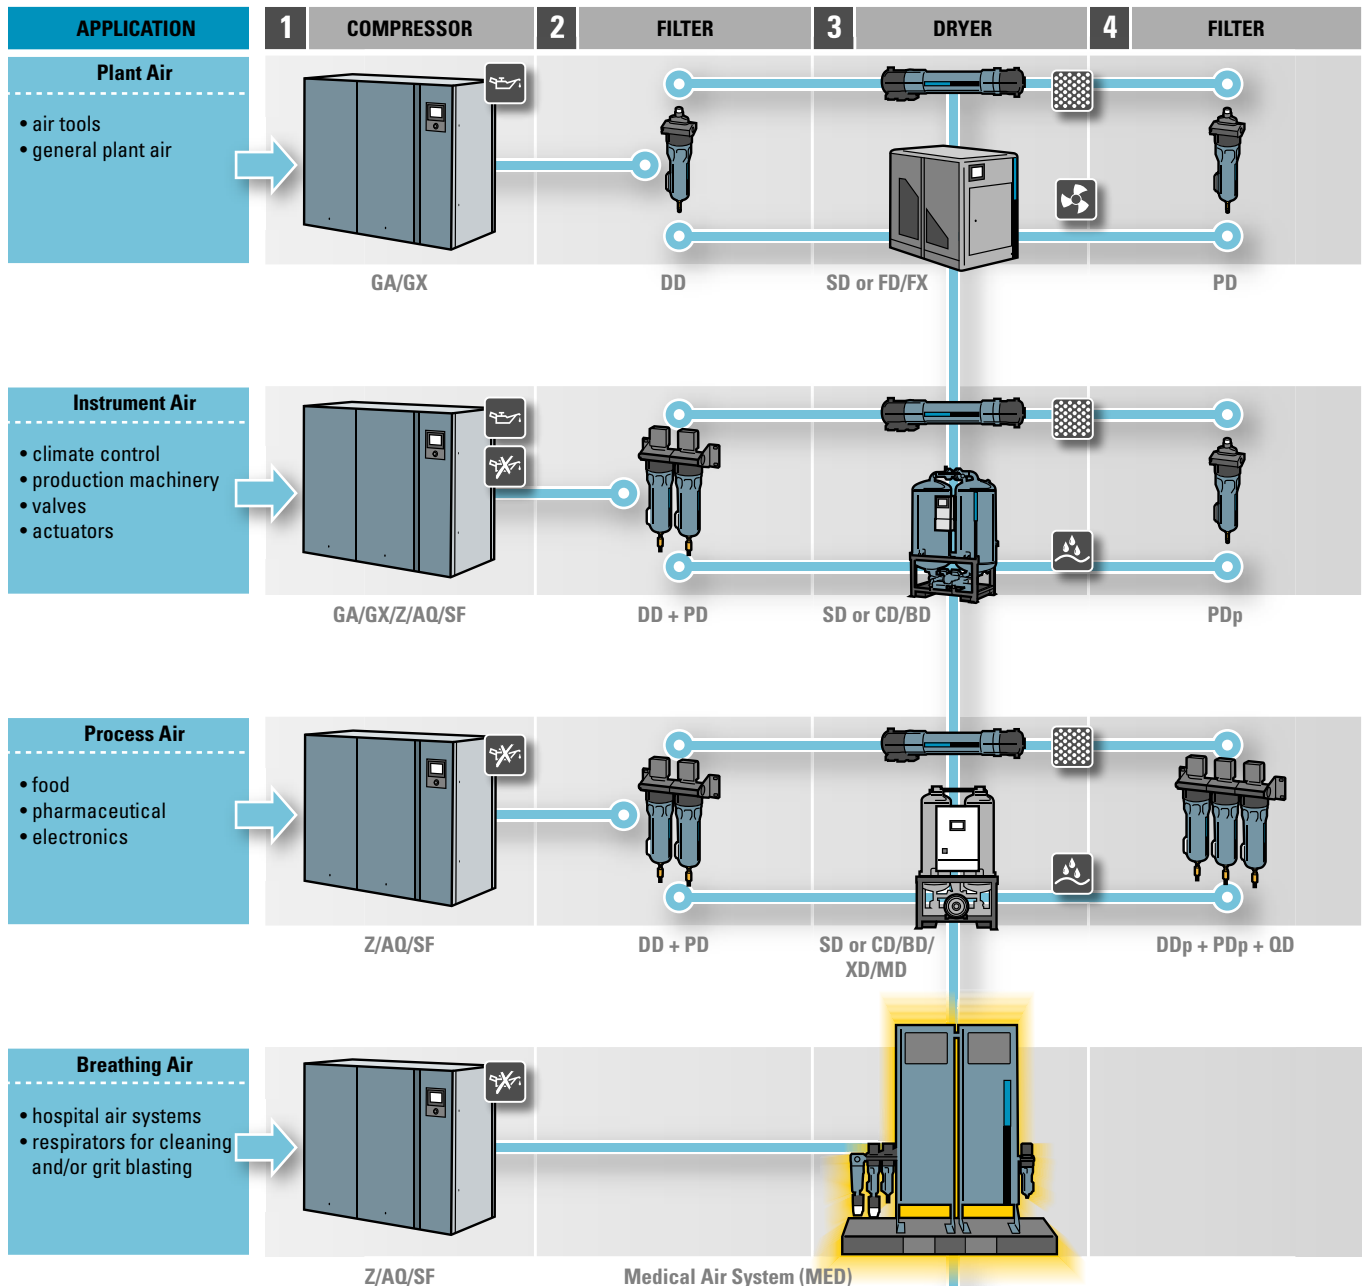 APPLICATION
1 COMPRESSOR
2 FILTER
3 DRYER
4 FILTER
Plant Air
• air tools
• general plant air
GA/GX
DD
SD or FD/FX
PD
Instrument Air
• climate control
• production machinery
• valves
• actuators
GA/GX/Z/AQ/SF
DD + PD
SD or CD/BD
PDp
Process Air
• food
• pharmaceutical
• electronics
Z/AQ/SF
DD + PD
SD or CD/BD/
XD/MD
DDp + PDp + QD
Breathing Air
• hospital air systems
• respirators for cleaning
and/or grit blasting
Z/AQ/SF
Medical Air System (MED)